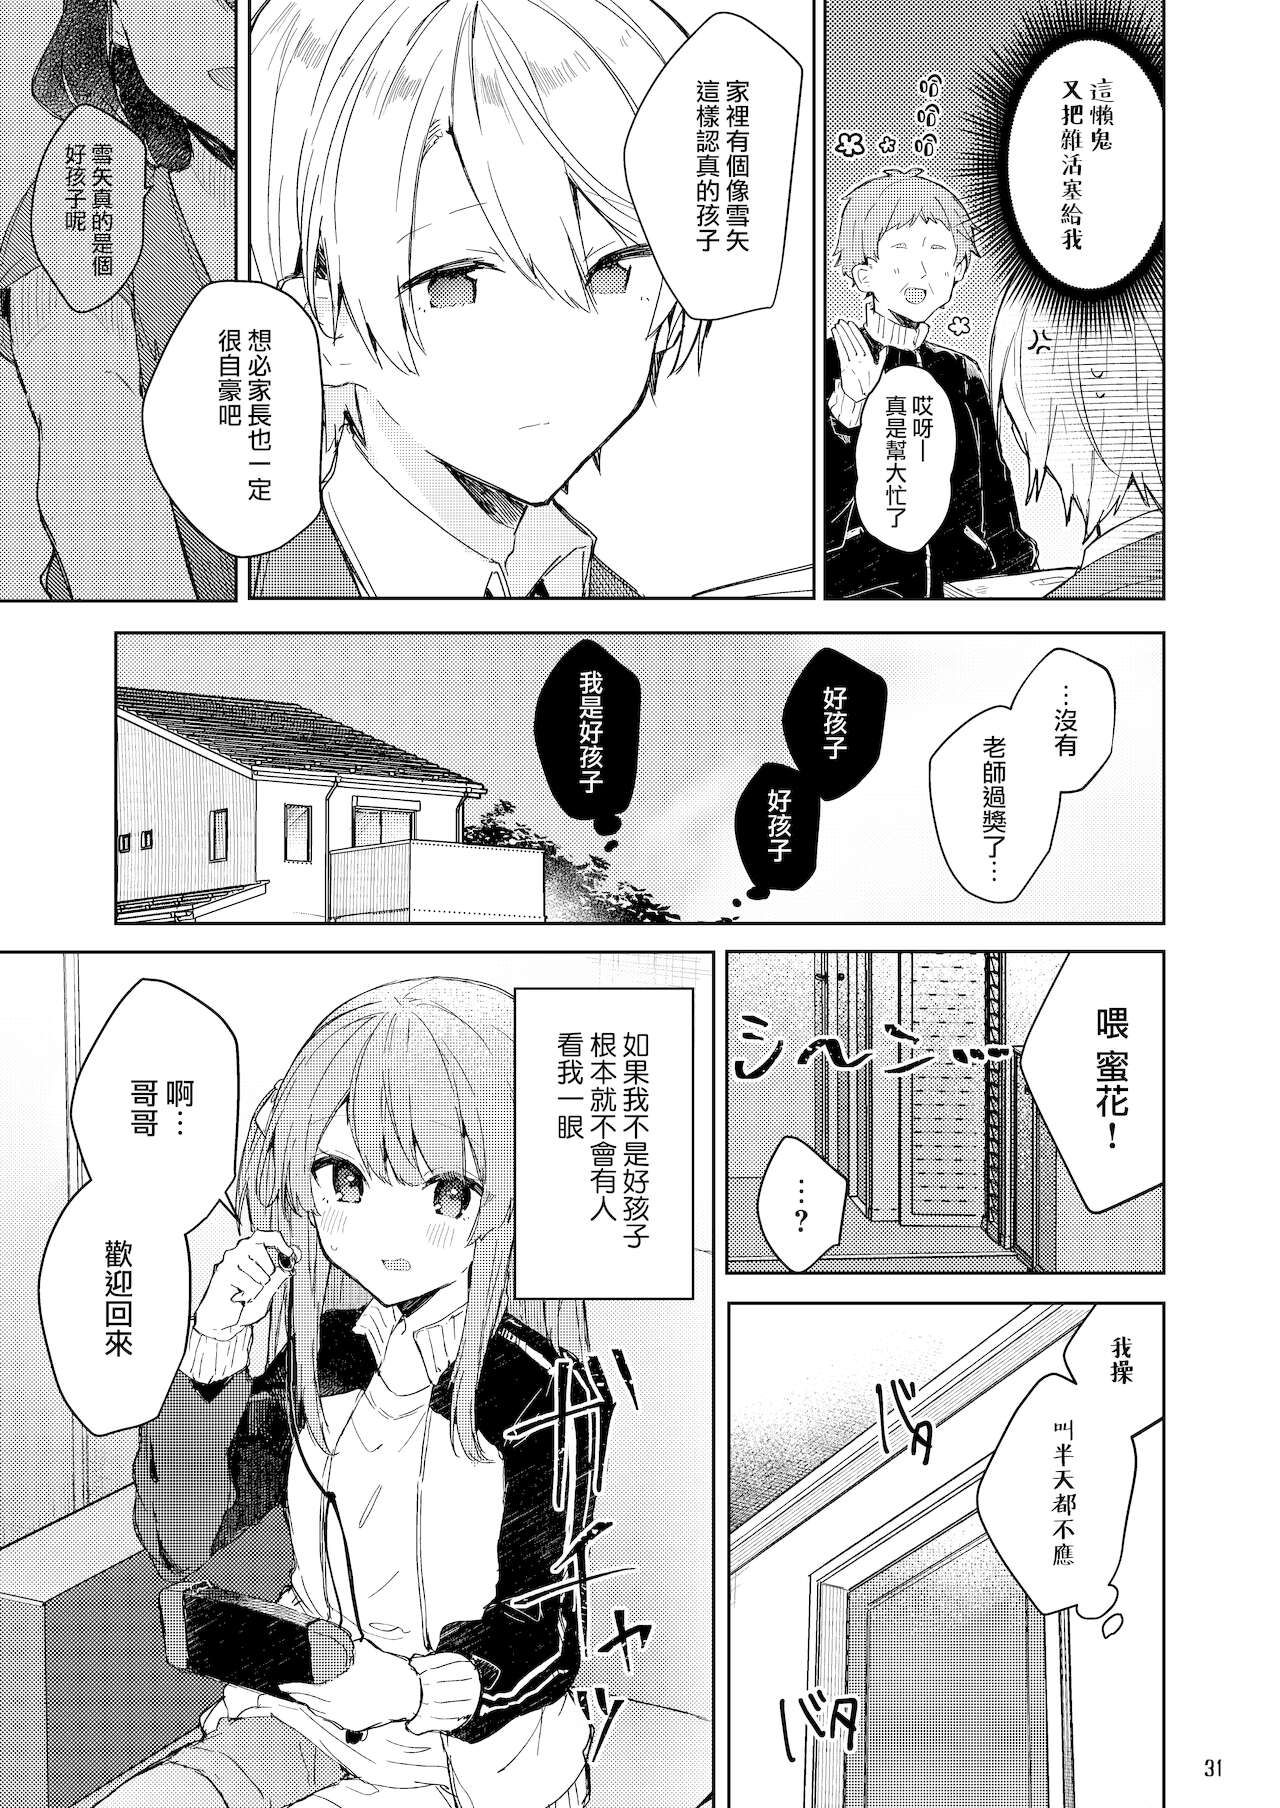 這懶鬼
又把雜活塞給我
哎呀—
真是幫大忙了
家裡有個像雪矢
這樣認真的孩子
想必家長也一定
很自豪吧
雪矢真的是個
好孩子呢
…沒有
老師過獎了…
好孩子
好孩子
我是好孩子
喂 蜜花！
シ〜ン…
…？
我操
叫半天都不應
バタ
バタ
如果我不是好孩子
根本就不會有人
看我一眼
啊…
哥哥
歡迎回來
ガチャッ
31